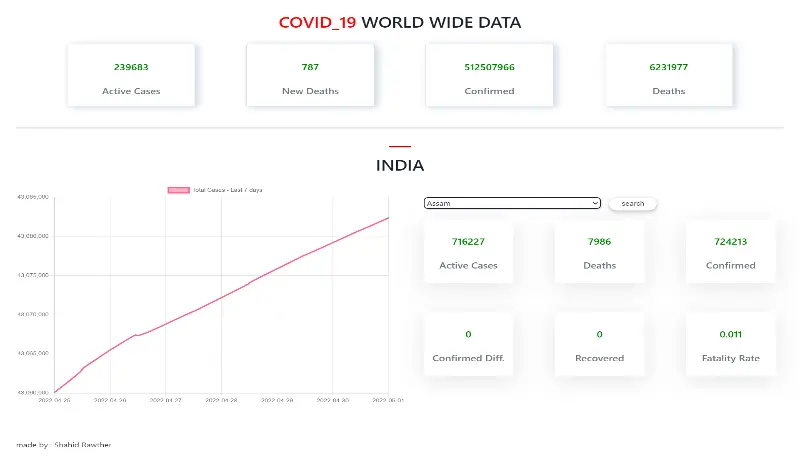 COVID_19 WORLD WIDE DATA
239683
Active Cases
787
New Deaths
512507966
Confirmed
6231977
Deaths
INDIA
Total Cases - Last 7 days
43,085,000
43,080,000
43,075,000
43,070,000
43,065,000
43,060,000
2022-04-25
2022-04-26
2022-04-27
2022-04-28
2022-04-29
2022-04-30
2022-05-01
Assam
search
716227
Active Cases
7986
Deaths
724213
Confirmed
0
Confirmed Diff.
0
Recovered
0.011
Fatality Rate
made by : Shahid Rawther